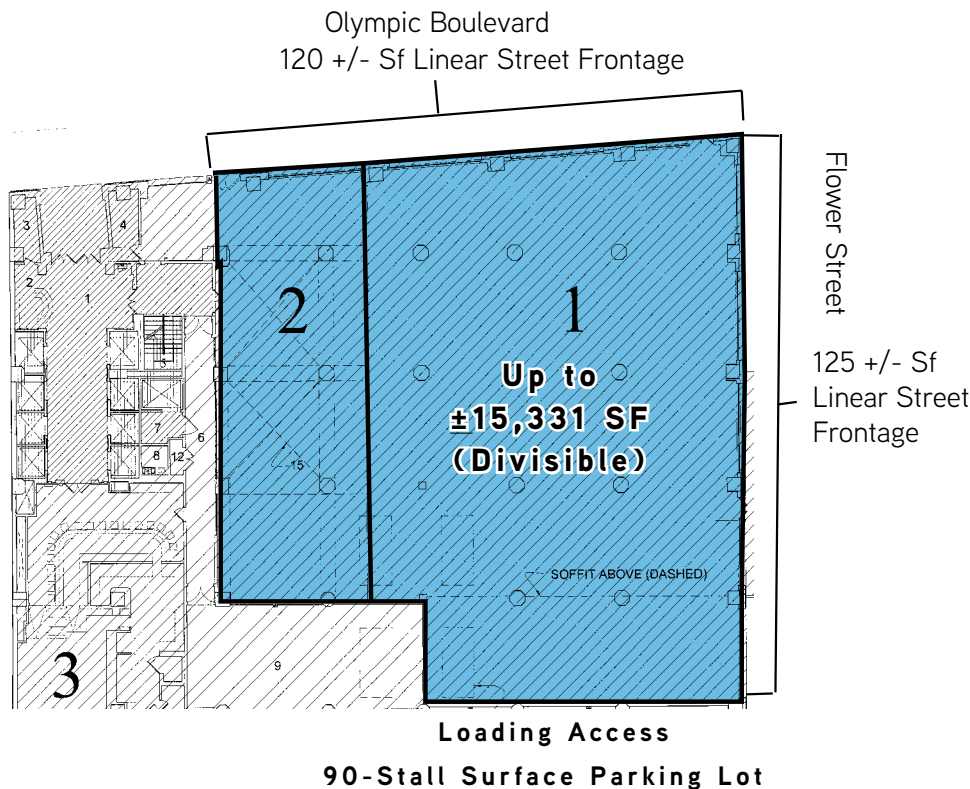 Olympic Boulevard
120 +/- Sf Linear Street Frontage
Flower Street
125 +/- Sf
Linear Street
Frontage
3
4
2
1
5
6
7
8
12
2
1
Up to
±15,331 SF
(Divisible)
15
SOFFIT ABOVE (DASHED)
3
9
Loading Access
90-Stall Surface Parking Lot